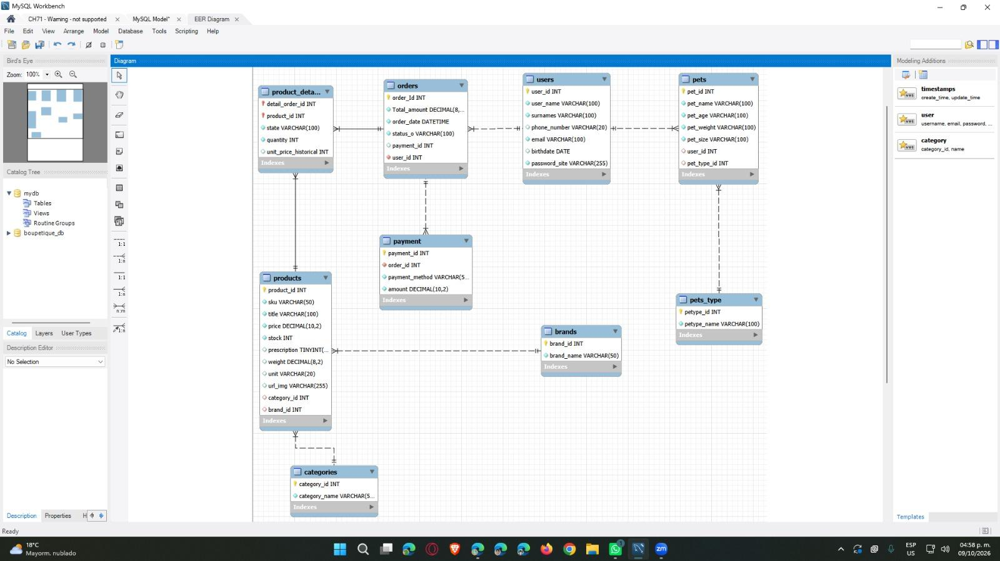 MySQL Workbench
CH71 - Warning - not supported
MySQL Model*
EER Diagram
File Edit View Arrange Model Database Tools Scripting Help
Bird's Eye
Zoom: 100%
Diagram
Modeling Additions
timestamps
create_time, update_time
user
username, email, password, ...
category
category_id, name
Catalog Tree
mydb
Tables
Views
Routine Groups
boupetique_db
Catalog Layers User Types
Description Editor
No Selection
Description Properties H
Templates
1:1
1:n
1:1
1:n
n:m
1:n
product_deta...
detail_order_id INT
product_id INT
state VARCHAR(100)
quantity INT
unit_price_historical INT
Indexes
orders
order_Id INT
Total_amount DECIMAL(8,...
order_date DATETIME
status_o VARCHAR(100)
payment_id INT
user_id INT
Indexes
users
user_id INT
user_name VARCHAR(100)
surnames VARCHAR(100)
phone_number VARCHAR(20)
email VARCHAR(100)
birthdate DATE
password_site VARCHAR(255)
Indexes
pets
pet_id INT
pet_name VARCHAR(100)
pet_age VARCHAR(100)
pet_weight VARCHAR(100)
pet_size VARCHAR(100)
user_id INT
pet_type_id INT
Indexes
payment
payment_id INT
order_id INT
payment_method VARCHAR(5...
amount DECIMAL(10,2)
Indexes
products
product_id INT
sku VARCHAR(50)
title VARCHAR(100)
price DECIMAL(10,2)
stock INT
prescription TINYINT(...
weight DECIMAL(8,2)
unit VARCHAR(20)
url_img VARCHAR(255)
category_id INT
brand_id INT
Indexes
brands
brand_id INT
brand_name VARCHAR(50)
Indexes
pets_type
petype_id INT
petype_name VARCHAR(100)
Indexes
categories
category_id INT
category_name VARCHAR(5...
Indexes
Ready
18°C
Mayorm. nublado
zm
ESP
US
04:58 p. m.
09/10/2026